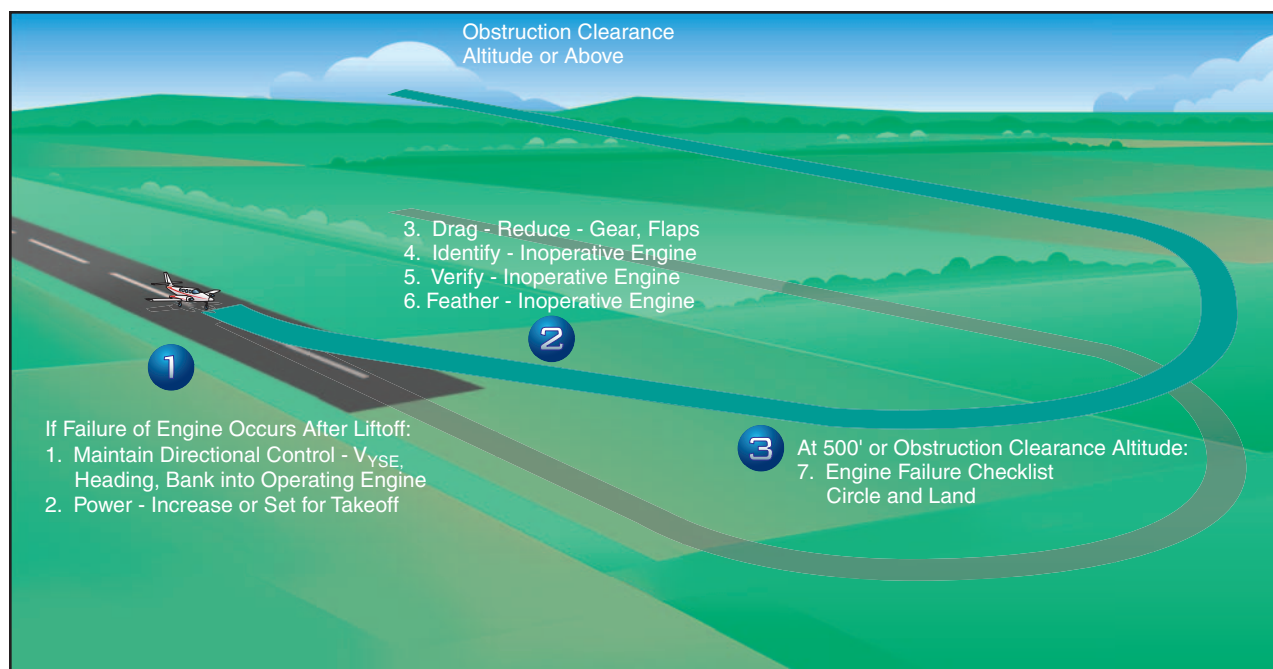 Obstruction Clearance
Altitude or Above
1
If Failure of Engine Occurs After Liftoff:
1. Maintain Directional Control - VYSE,
Heading, Bank into Operating Engine
2. Power - Increase or Set for Takeoff
3. Drag - Reduce - Gear, Flaps
4. Identify - Inoperative Engine
5. Verify - Inoperative Engine
6. Feather - Inoperative Engine
2
3
At 500' or Obstruction Clearance Altitude:
7. Engine Failure Checklist
Circle and Land